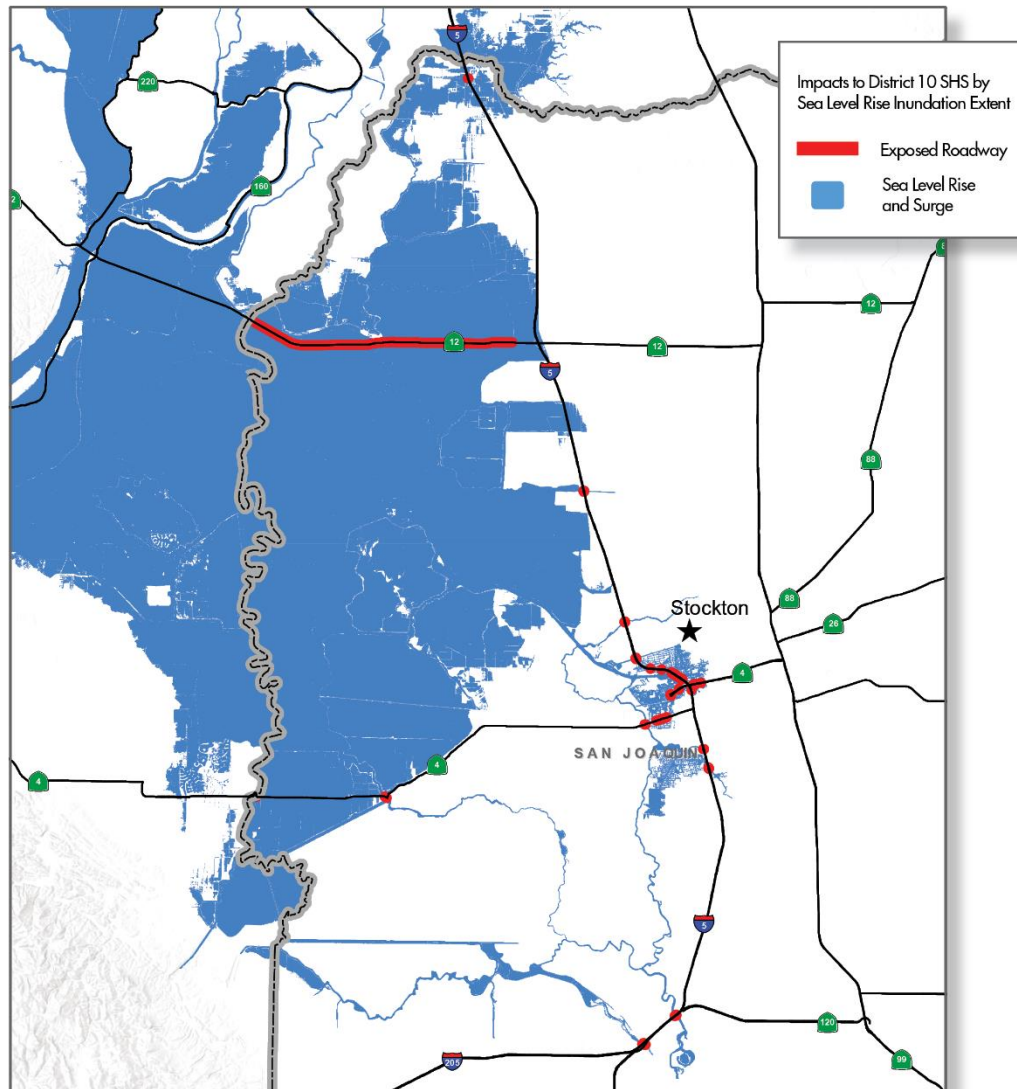 5
Impacts to District 10 SHS by
Sea Level Rise Inundation Extent
Exposed Roadway
Sea Level Rise
and Surge
220
160
2
8
12
12
12
5
88
Stockton
88
26
4
SAN JOAQUIN
4
4
5
120
205
99